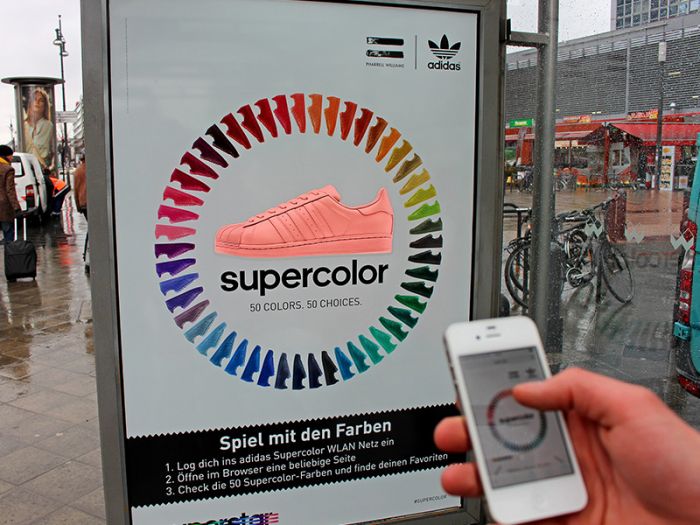 PHARRELL WILLIAMS
adidas
supercolor
50 COLORS. 50 CHOICES.
Spiel mit den Farben
1. Log dich ins adidas Supercolor WLAN Netz ein
2. Öffne im Browser eine beliebige Seite
3. Check die 50 Supercolor-Farben und finde deinen Favoriten
#SUPERCOLOR
superstar